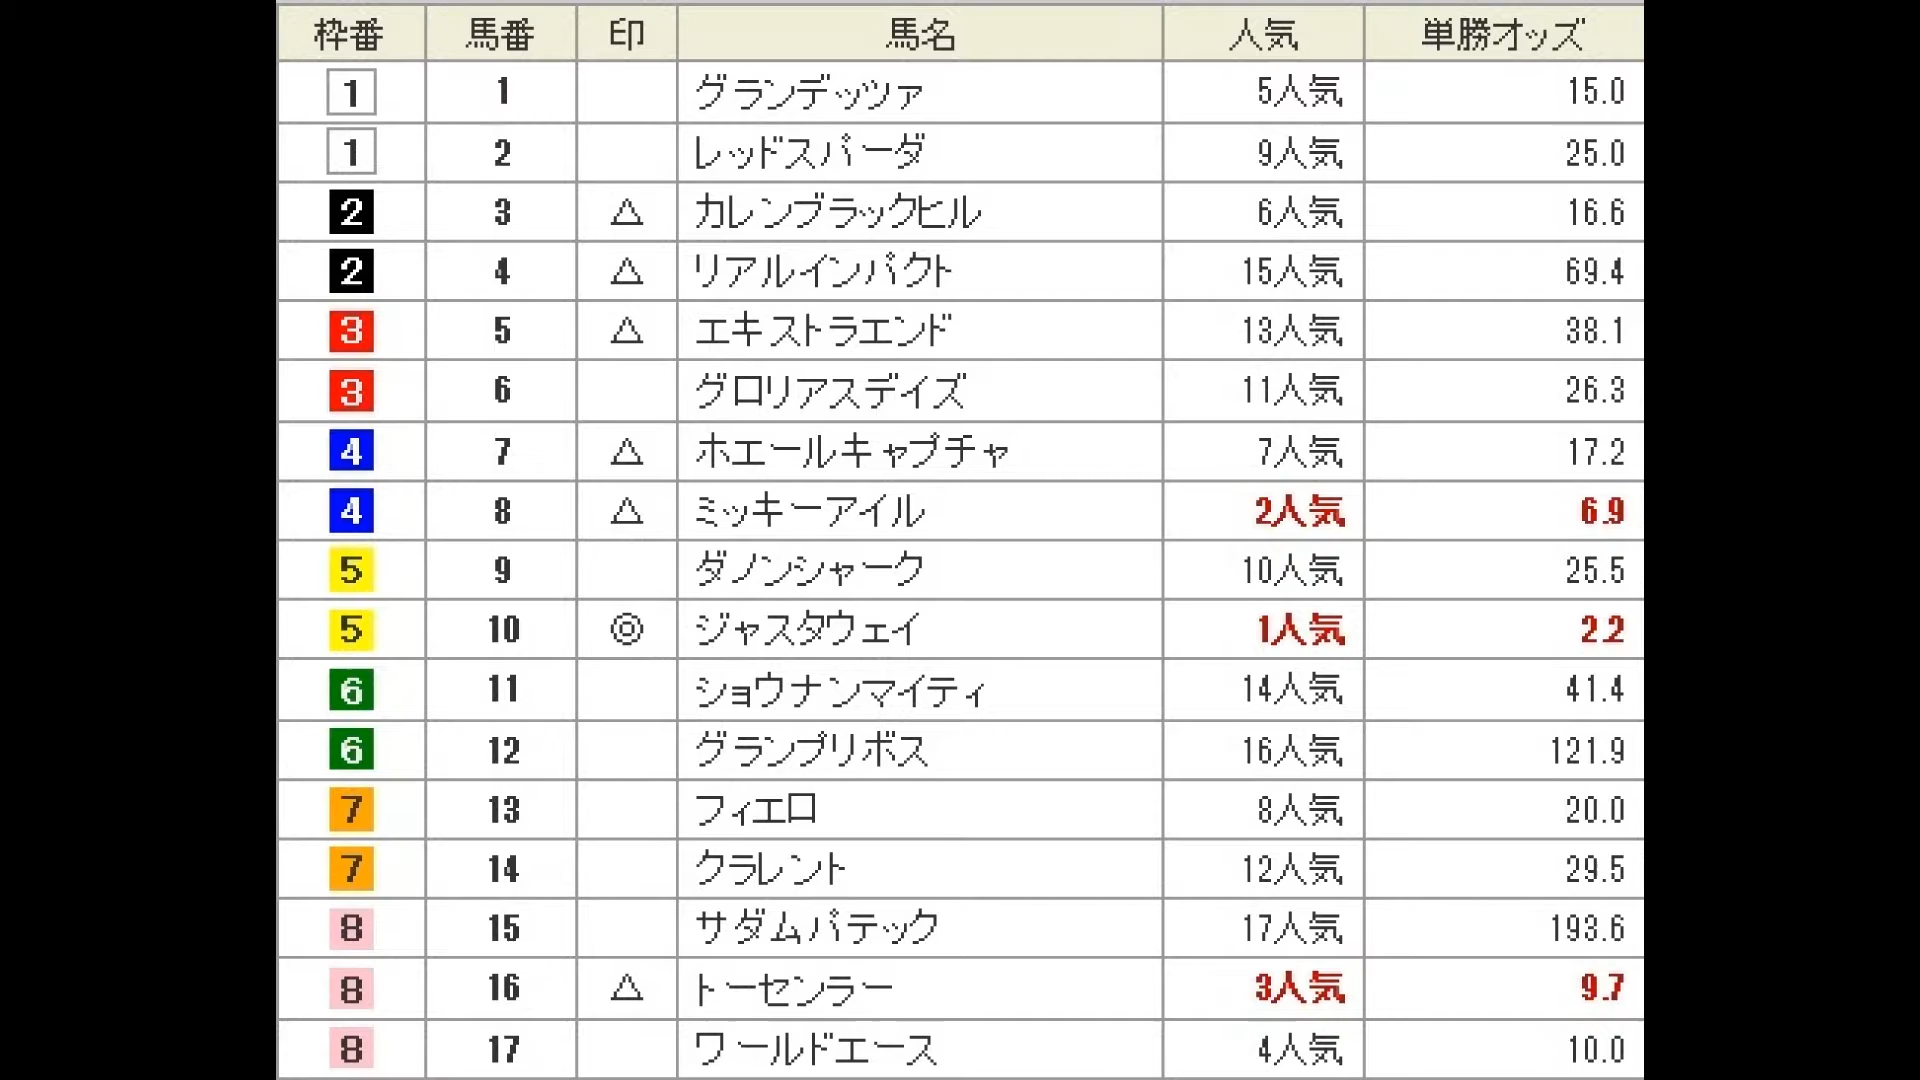 枠番 馬番 印 馬名 人気 単勝オッズ
1 1 グランデッツァ 5人気 15.0
1 2 レッドスパーダ 9人気 25.0
2 3 △ カレンブラックヒル 6人気 16.6
2 4 △ リアルインパクト 15人気 69.4
3 5 △ エキストラエンド 13人気 38.1
3 6 グロリアスデイズ 11人気 26.3
4 7 △ ホエールキャプチャ 7人気 17.2
4 8 △ ミッキーアイル 2人気 6.9
5 9 ダノンシャーク 10人気 25.5
5 10 ◎ ジャスタウェイ 1人気 2.2
6 11 ショウナンマイティ 14人気 41.4
6 12 グランプリボス 16人気 121.9
7 13 フィエロ 8人気 20.0
7 14 クラレント 12人気 29.5
8 15 サダムパテック 17人気 193.6
8 16 △ トーセンラー 3人気 9.7
8 17 ワールドエース 4人気 10.0